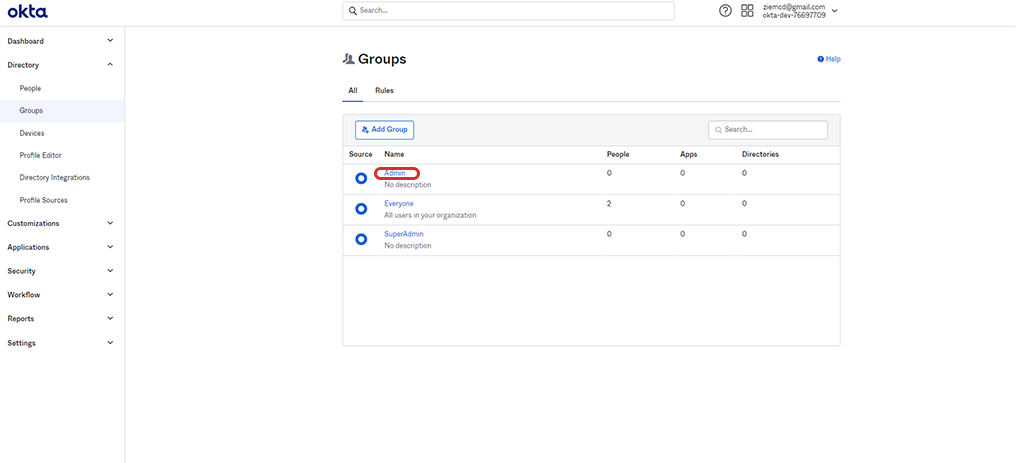 okta
Search...
ziemcd@gmail.com
okta-dev-76697709
Dashboard
Directory
People
Groups
Devices
Profile Editor
Directory Integrations
Profile Sources
Customizations
Applications
Security
Workflow
Reports
Settings
Groups
Help
All Rules
Add Group Search...
Source Name People Apps Directories
Admin 0 0 0
No description
Everyone 2 0 0
All users in your organization
SuperAdmin 0 0 0
No description